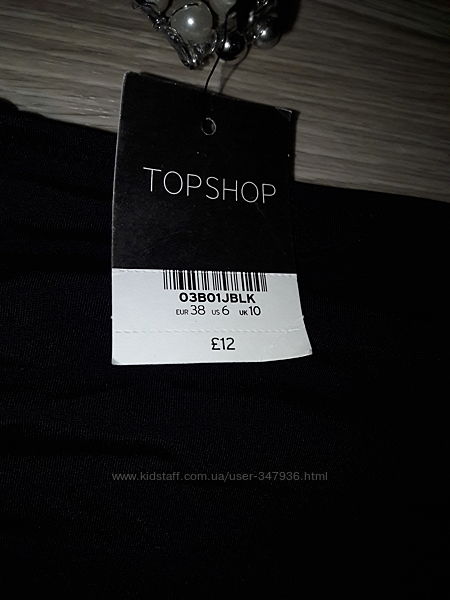 TOPSHOP
03B01JBLK
EUR 38 US 6 UK 10
£12
www.kidstaff.com.ua/user-347936.html